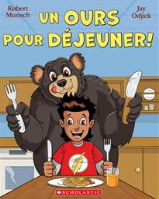 Robert
Munsch
Jay
Odjick
UN OURS
POUR DÉJEUNER!
SCHOLASTIC